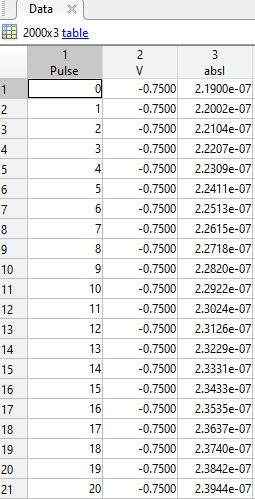 Data
2000x3 table
1 2 3
Pulse V absI
1 0 -0.7500 2.1900e-07
2 1 -0.7500 2.2002e-07
3 2 -0.7500 2.2104e-07
4 3 -0.7500 2.2207e-07
5 4 -0.7500 2.2309e-07
6 5 -0.7500 2.2411e-07
7 6 -0.7500 2.2513e-07
8 7 -0.7500 2.2615e-07
9 8 -0.7500 2.2718e-07
10 9 -0.7500 2.2820e-07
11 10 -0.7500 2.2922e-07
12 11 -0.7500 2.3024e-07
13 12 -0.7500 2.3126e-07
14 13 -0.7500 2.3229e-07
15 14 -0.7500 2.3331e-07
16 15 -0.7500 2.3433e-07
17 16 -0.7500 2.3535e-07
18 17 -0.7500 2.3637e-07
19 18 -0.7500 2.3740e-07
20 19 -0.7500 2.3842e-07
21 20 -0.7500 2.3944e-07